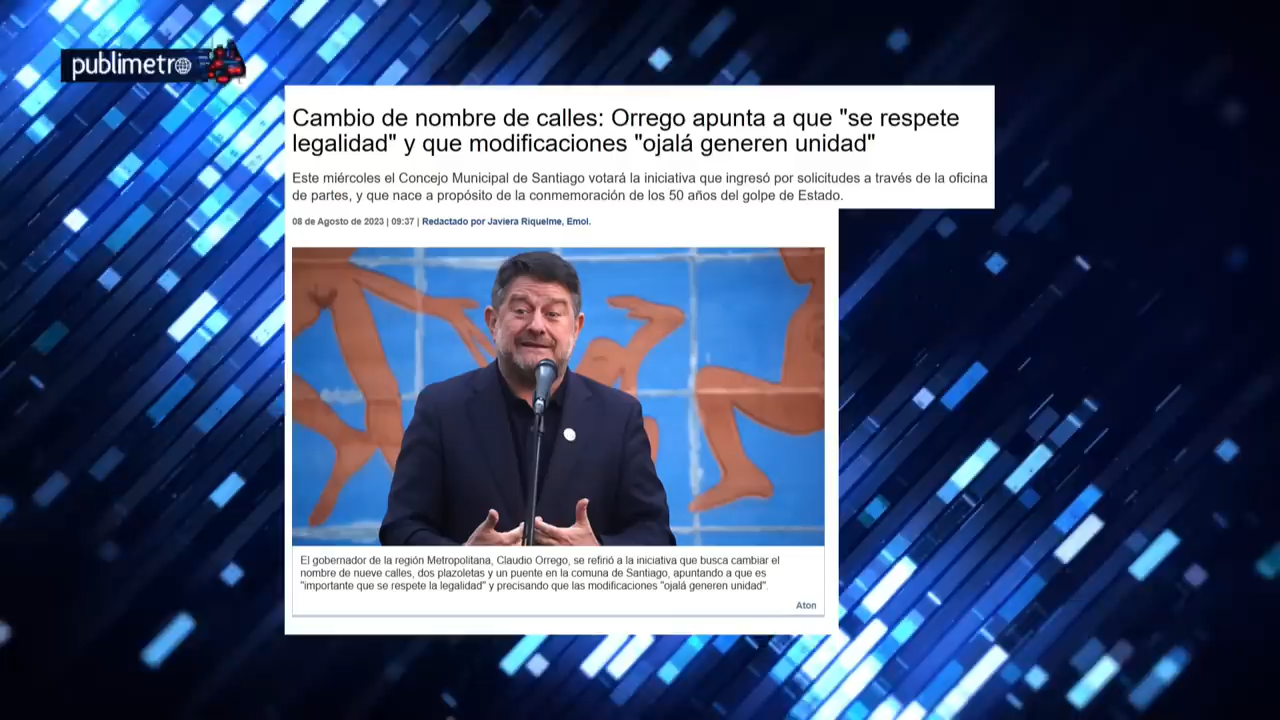 publimetro
Cambio de nombre de calles: Orrego apunta a que "se respete
legalidad" y que modificaciones "ojalá generen unidad"
Este miércoles el Concejo Municipal de Santiago votará la iniciativa que ingresó por solicitudes a través de la oficina
de partes, y que nace a propósito de la conmemoración de los 50 años del golpe de Estado.
08 de Agosto de 2023 | 09:37 | Redactado por Javiera Riquelme, Emol.
El gobernador de la región Metropolitana, Claudio Orrego, se refirió a la iniciativa que busca cambiar el
nombre de nueve calles, dos plazoletas y un puente en la comuna de Santiago, apuntando a que es
"importante que se respete la legalidad" y precisando que las modificaciones "ojalá generen unidad".
Aton